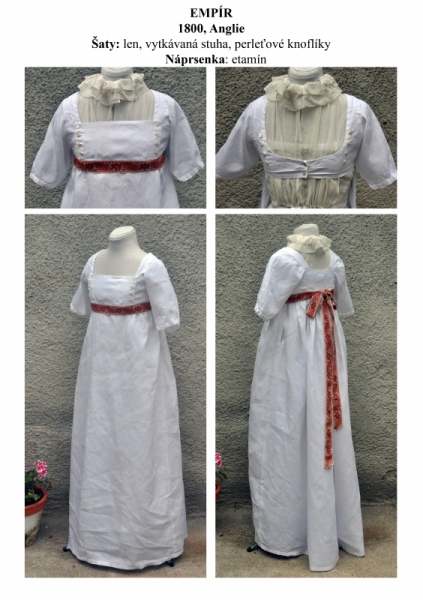 EMPÍR
1800, Anglie
Šaty: len, vytkávaná stuha, perleťové knoflíky
Náprsenka: etamín